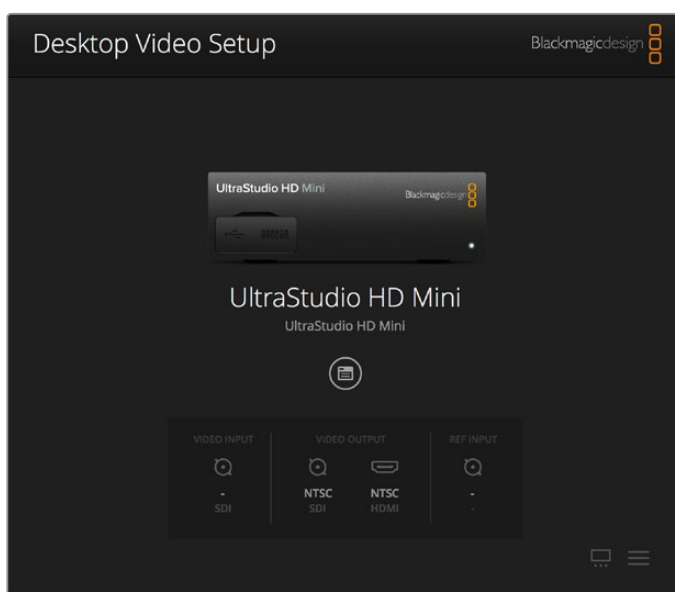 Desktop Video Setup
Blackmagicdesign
UltraStudio HD Mini
Blackmagicdesign
UltraStudio HD Mini
UltraStudio HD Mini
VIDEO INPUT
VIDEO OUTPUT
REF INPUT
-
NTSC
NTSC
-
SDI
SDI
HDMI
-